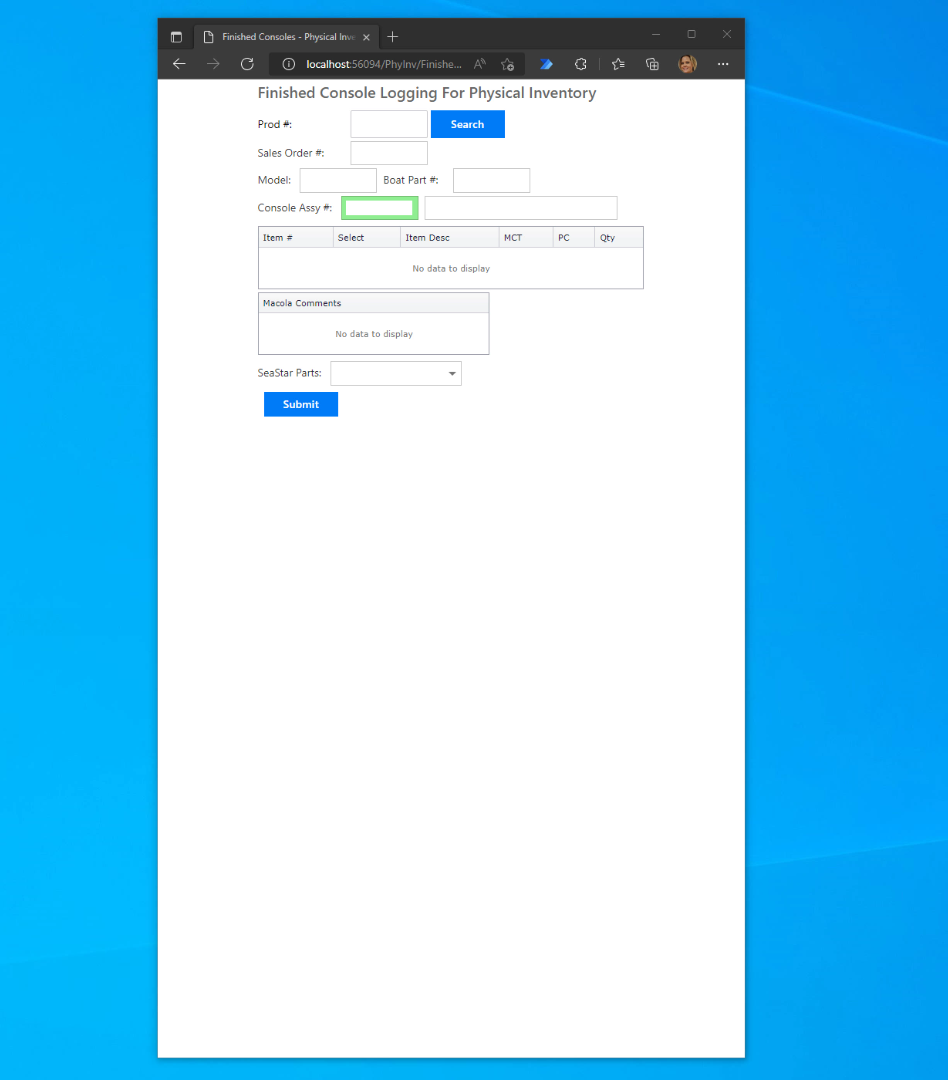 Finished Consoles - Physical Inve
localhost:56094/PhyInv/Finishe...
Finished Console Logging For Physical Inventory
Prod #: Search
Sales Order #:
Model: Boat Part #:
Console Assy #:
Item # Select Item Desc MCT PC Qty
No data to display
Macola Comments
No data to display
SeaStar Parts:
Submit